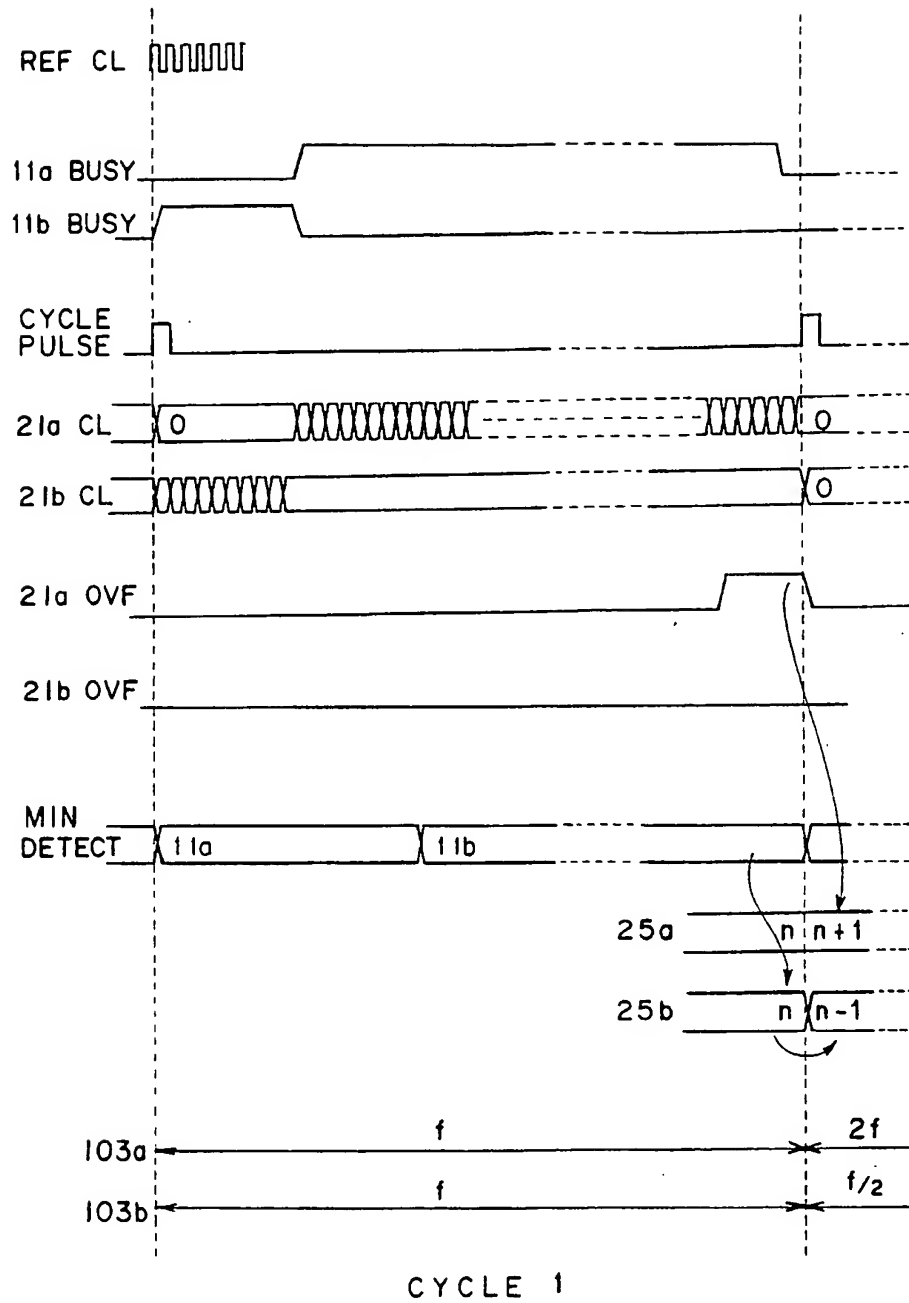 REF CL
11a BUSY
11b BUSY
CYCLE
PULSE
21a CL 0 0
21b CL 0
21a OVF
21b OVF
MIN
DETECT 11a 11b
25a n n+1
25b n n-1
103a f 2f
103b f f/2
CYCLE 1